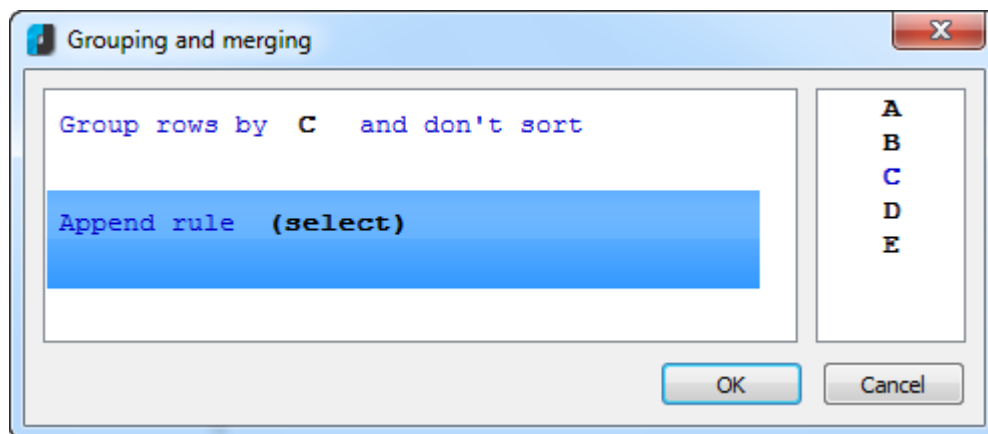 Grouping and merging
Group rows by C and don't sort
Append rule (select)
A
B
C
D
E
OK
Cancel